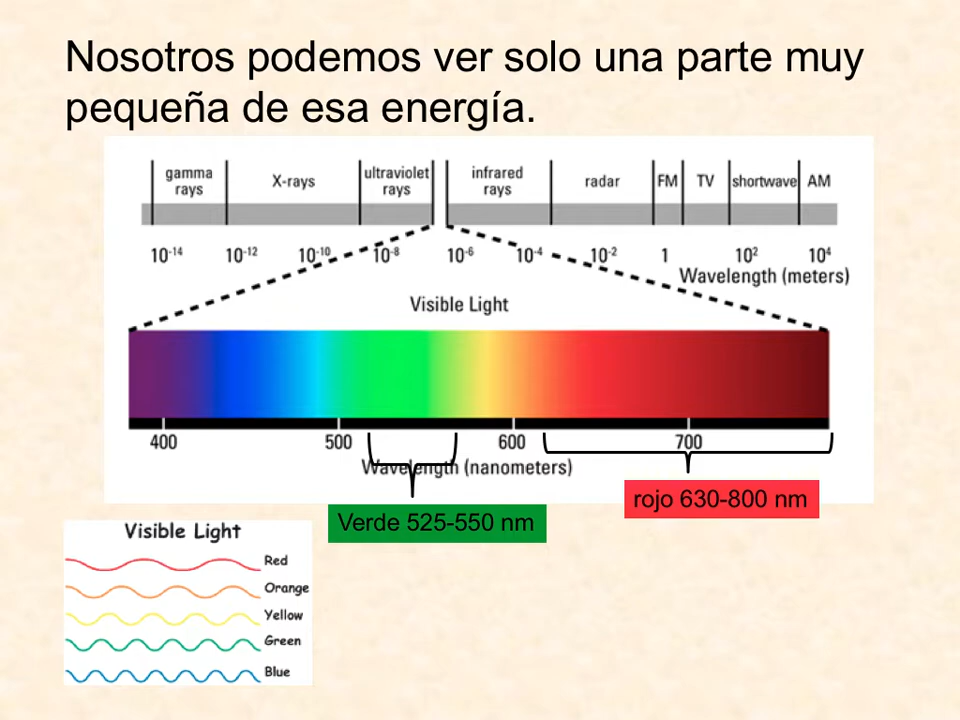 Nosotros podemos ver solo una parte muy
pequeña de esa energía.
gamma rays X-rays ultraviolet rays infrared rays radar FM TV shortwave AM
10-14 10-12 10-10 10-8 10-6 10-4 10-2 1 102 104
Wavelength (meters)
Visible Light
400 500 600 700
Wavelength (nanometers)
rojo 630-800 nm
Verde 525-550 nm
Visible Light
Red
Orange
Yellow
Green
Blue